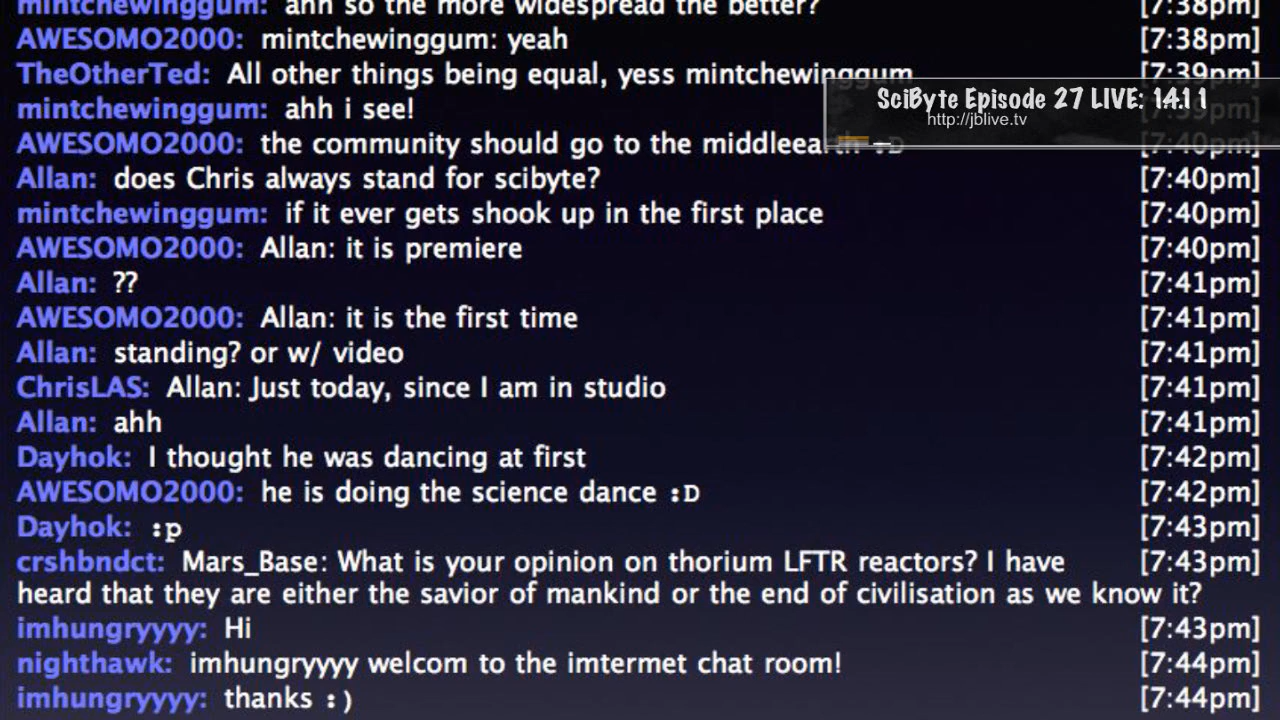 mintchewinggum: ahh so the more widespread the better? [7:38pm]
AWESOMO2000: mintchewinggum: yeah [7:38pm]
TheOtherTed: All other things being equal, yess mintchewinggum [7:39pm]
SciByte Episode 27 LIVE: 14:11
http://jblive.tv
mintchewinggum: ahh i see! [7:39pm]
AWESOMO2000: the community should go to the middleearth :D [7:40pm]
Allan: does Chris always stand for scibyte? [7:40pm]
mintchewinggum: if it ever gets shook up in the first place [7:40pm]
AWESOMO2000: Allan: it is premiere [7:40pm]
Allan: ?? [7:41pm]
AWESOMO2000: Allan: it is the first time [7:41pm]
Allan: standing? or w/ video [7:41pm]
ChrisLAS: Allan: Just today, since I am in studio [7:41pm]
Allan: ahh [7:41pm]
Dayhok: I thought he was dancing at first [7:42pm]
AWESOMO2000: he is doing the science dance :D [7:42pm]
Dayhok: :p [7:43pm]
crshbndct: Mars_Base: What is your opinion on thorium LFTR reactors? I have [7:43pm]
heard that they are either the savior of mankind or the end of civilisation as we know it?
imhungryyyy: Hi [7:43pm]
nighthawk: imhungryyyy welcom to the imtermet chat room! [7:44pm]
imhungryyyy: thanks :) [7:44pm]